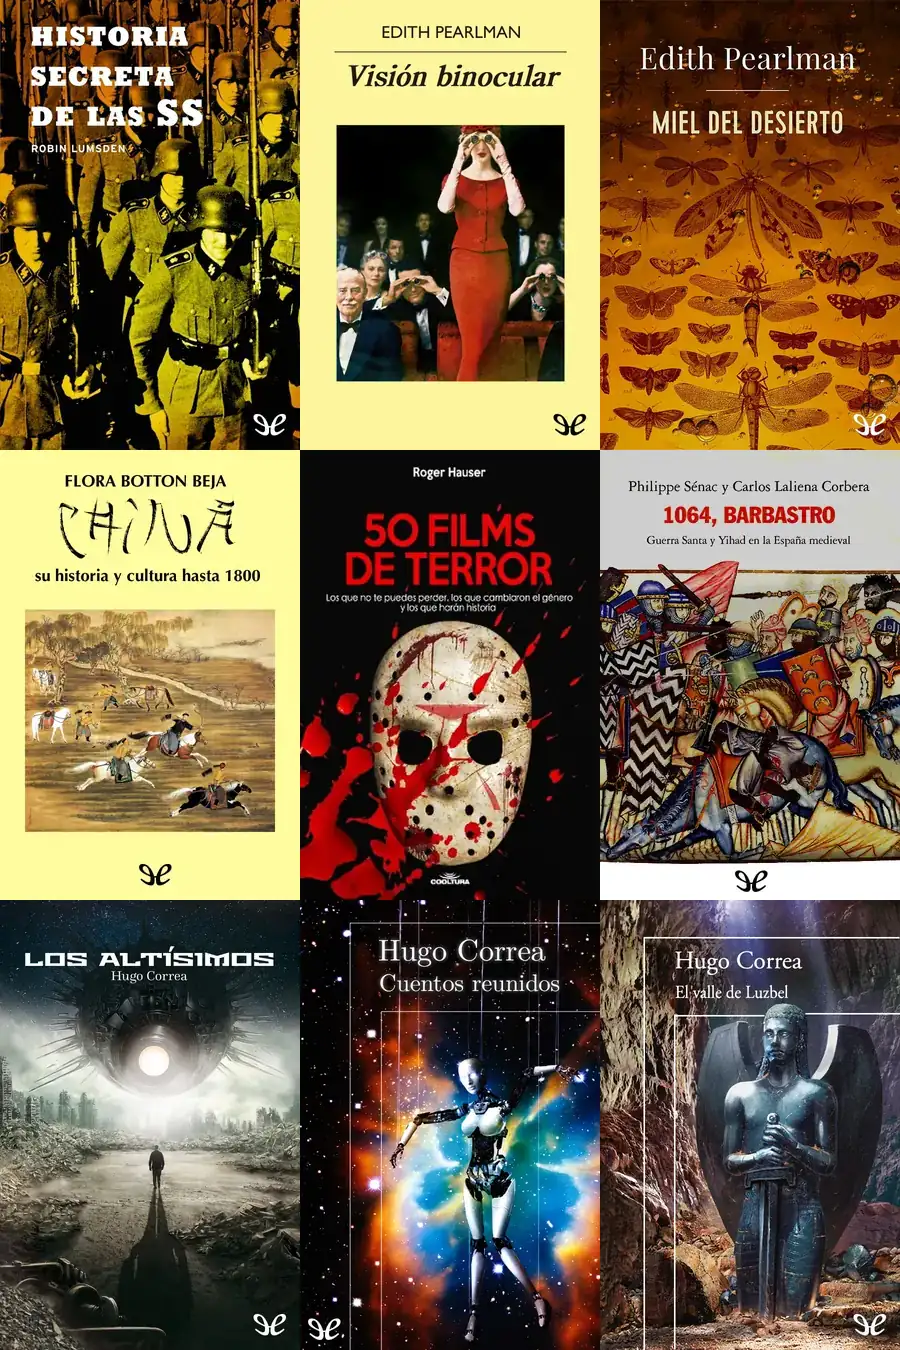 HISTORIA
SECRETA
DE LAS SS
ROBIN LUMSDEN
EDITH PEARLMAN
Visión binocular
Edith Pearlman
MIEL DEL DESIERTO
FLORA BOTTON BEJA
CHINA
su historia y cultura hasta 1800
Roger Hauser
50 FILMS
DE TERROR
Los que no te puedes perder, los que cambiaron el género
y los que harán historia
COOLTURA
Philippe Sénac y Carlos Laliena Corbera
1064, BARBASTRO
Guerra Santa y Yihad en la España medieval
LOS ALTÍSIMOS
Hugo Correa
Hugo Correa
Cuentos reunidos
Hugo Correa
El valle de Luzbel